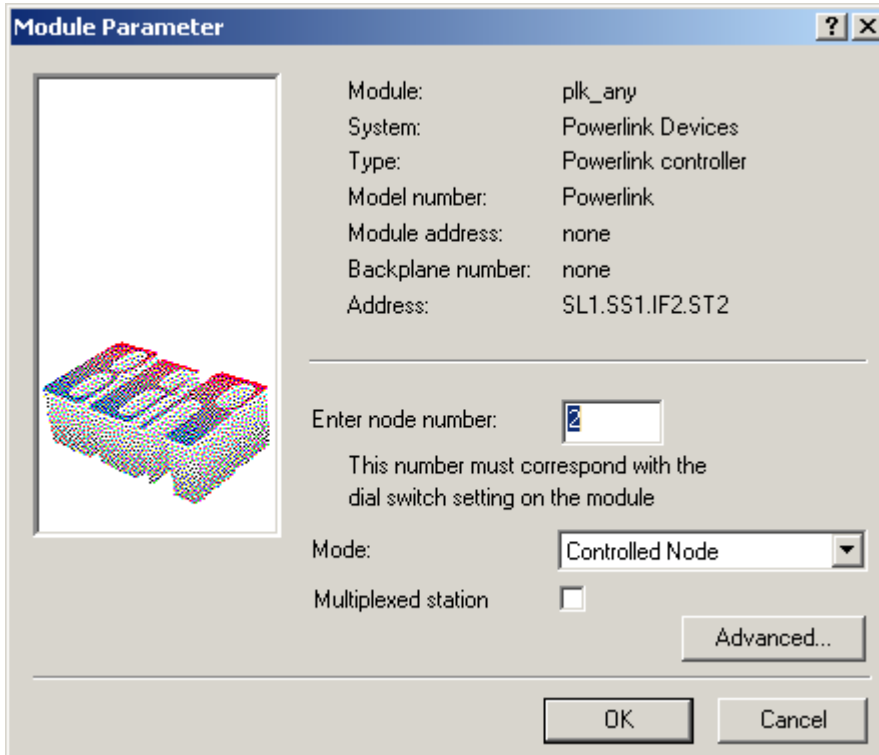 Module Parameter
Module: plk_any
System: Powerlink Devices
Type: Powerlink controller
Model number: Powerlink
Module address: none
Backplane number: none
Address: SL1.SS1.IF2.ST2
Enter node number: 2
This number must correspond with the
dial switch setting on the module
Mode: Controlled Node
Multiplexed station
Advanced...
OK Cancel